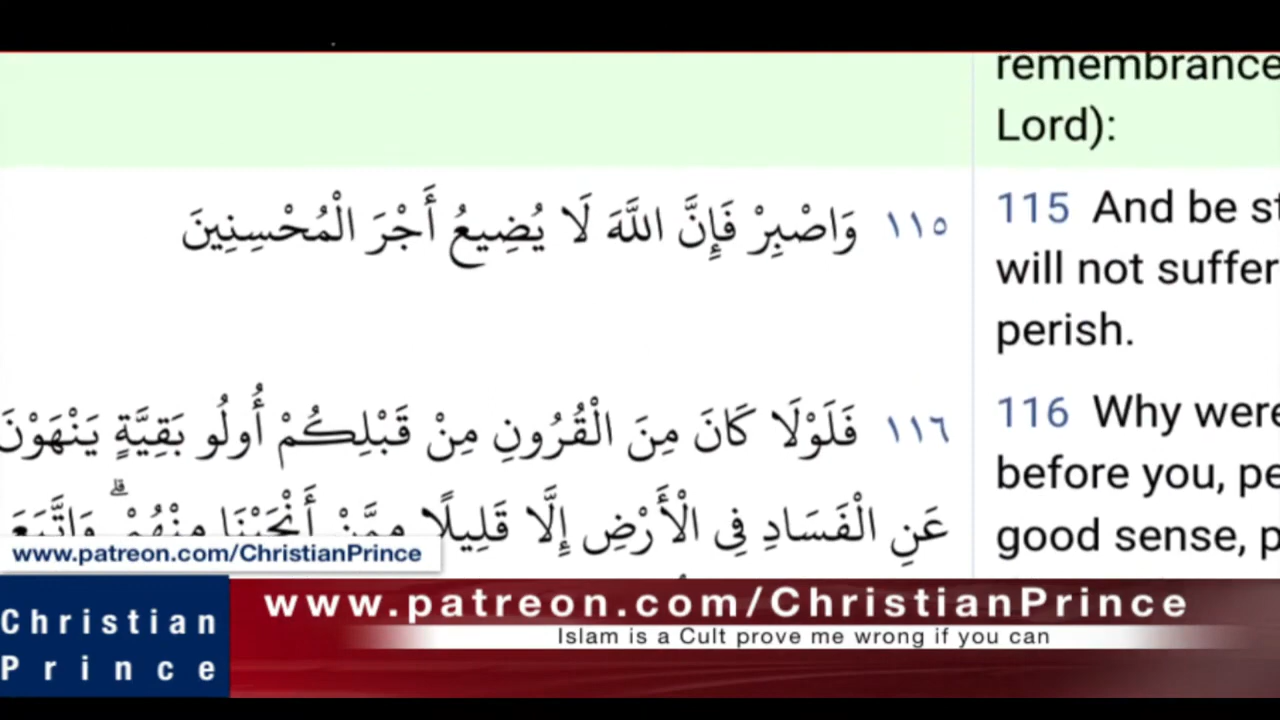 remembrance
Lord):
١١٥ وَاصْبِرْ فَإِنَّ اللَّهَ لَا يُضِيعُ أَجْرَ الْمُحْسِنِينَ
115 And be
will not suffer
perish.
١١٦ فَلَوْلَا كَانَ مِنَ الْقُرُونِ مِنْ قَبْلِكُمْ أُولُو بَقِيَّةٍ يَنْهَوْنَ
عَنِ الْفَسَادِ فِي الْأَرْضِ إِلَّا قَلِيلًا مِمَّنْ أَنْجَيْنَا مِنْهُمْ ۗ وَاتَّبَعَ
116 Why were
before you,
good sense,
www.patreon.com/ChristianPrince
Christian
Prince
www.patreon.com/ChristianPrince
Islam is a Cult prove me wrong if you can